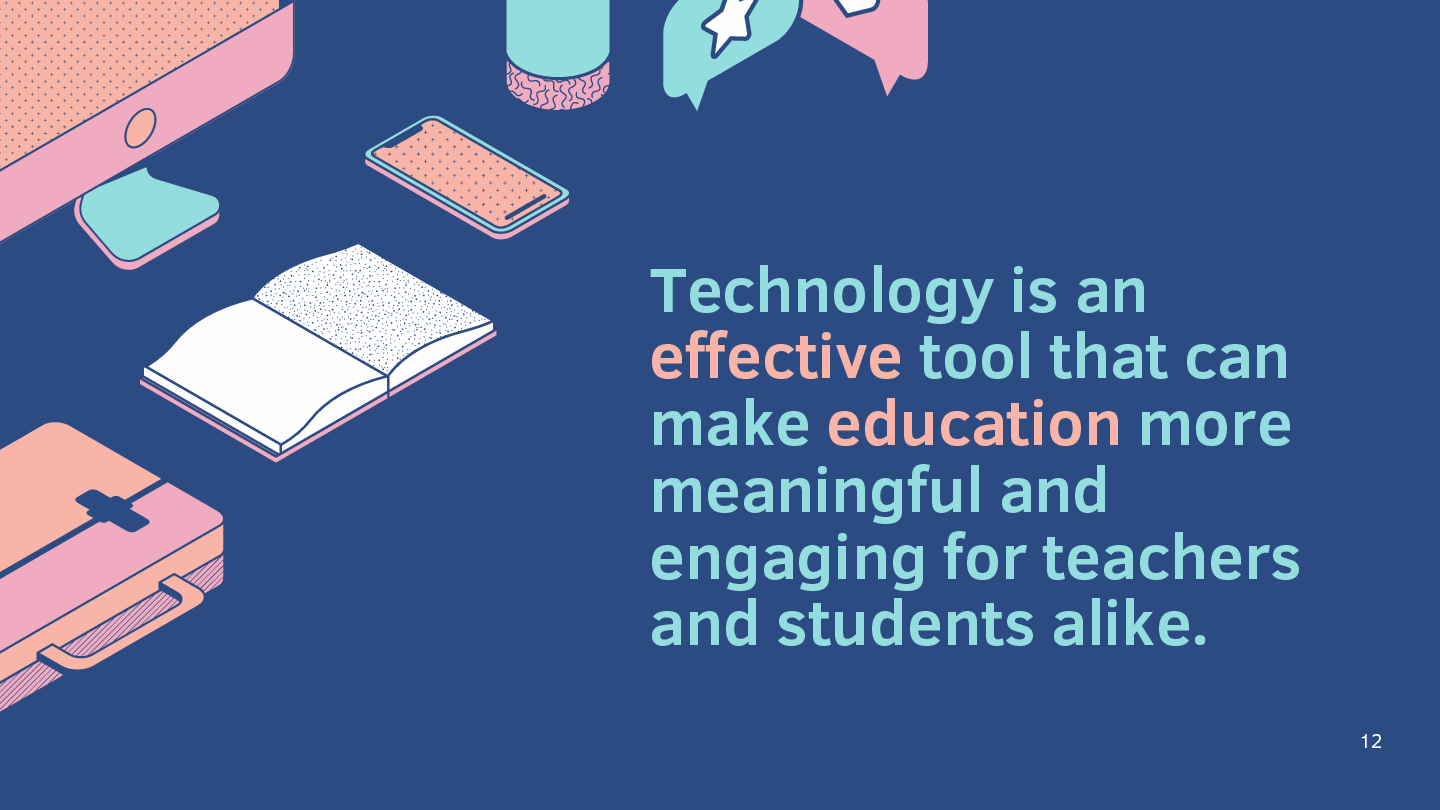 Technology is an
effective tool that can
make education more
meaningful and
engaging for teachers
and students alike.
12